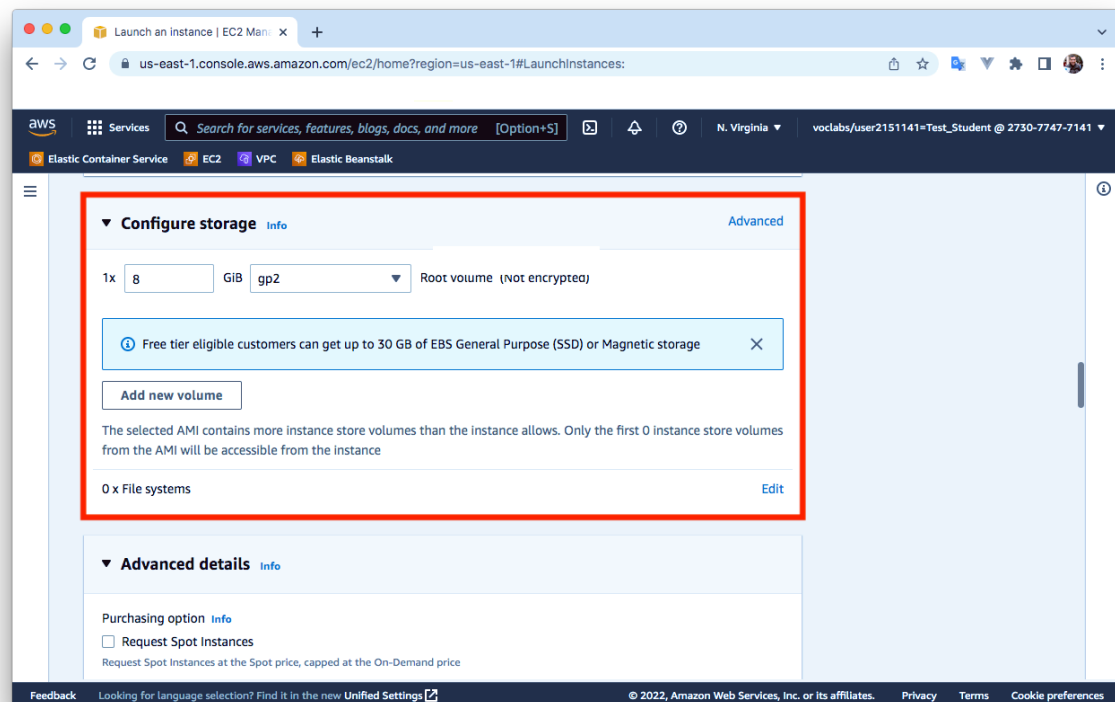 Launch an instance | EC2 Mana
us-east-1.console.aws.amazon.com/ec2/home?region=us-east-1#LaunchInstances:
aws Services Search for services, features, blogs, docs, and more [Option+S] N. Virginia voclabs/user2151141=Test_Student @ 2730-7747-7141
Elastic Container Service EC2 VPC Elastic Beanstalk
Configure storage Info Advanced
1x 8 GiB gp2 Root volume (Not encrypted)
Free tier eligible customers can get up to 30 GB of EBS General Purpose (SSD) or Magnetic storage
Add new volume
The selected AMI contains more instance store volumes than the instance allows. Only the first 0 instance store volumes
from the AMI will be accessible from the instance
0 x File systems Edit
Advanced details Info
Purchasing option Info
Request Spot Instances
Request Spot Instances at the Spot price, capped at the On-Demand price
Feedback Looking for language selection? Find it in the new Unified Settings © 2022, Amazon Web Services, Inc. or its affiliates. Privacy Terms Cookie preferences